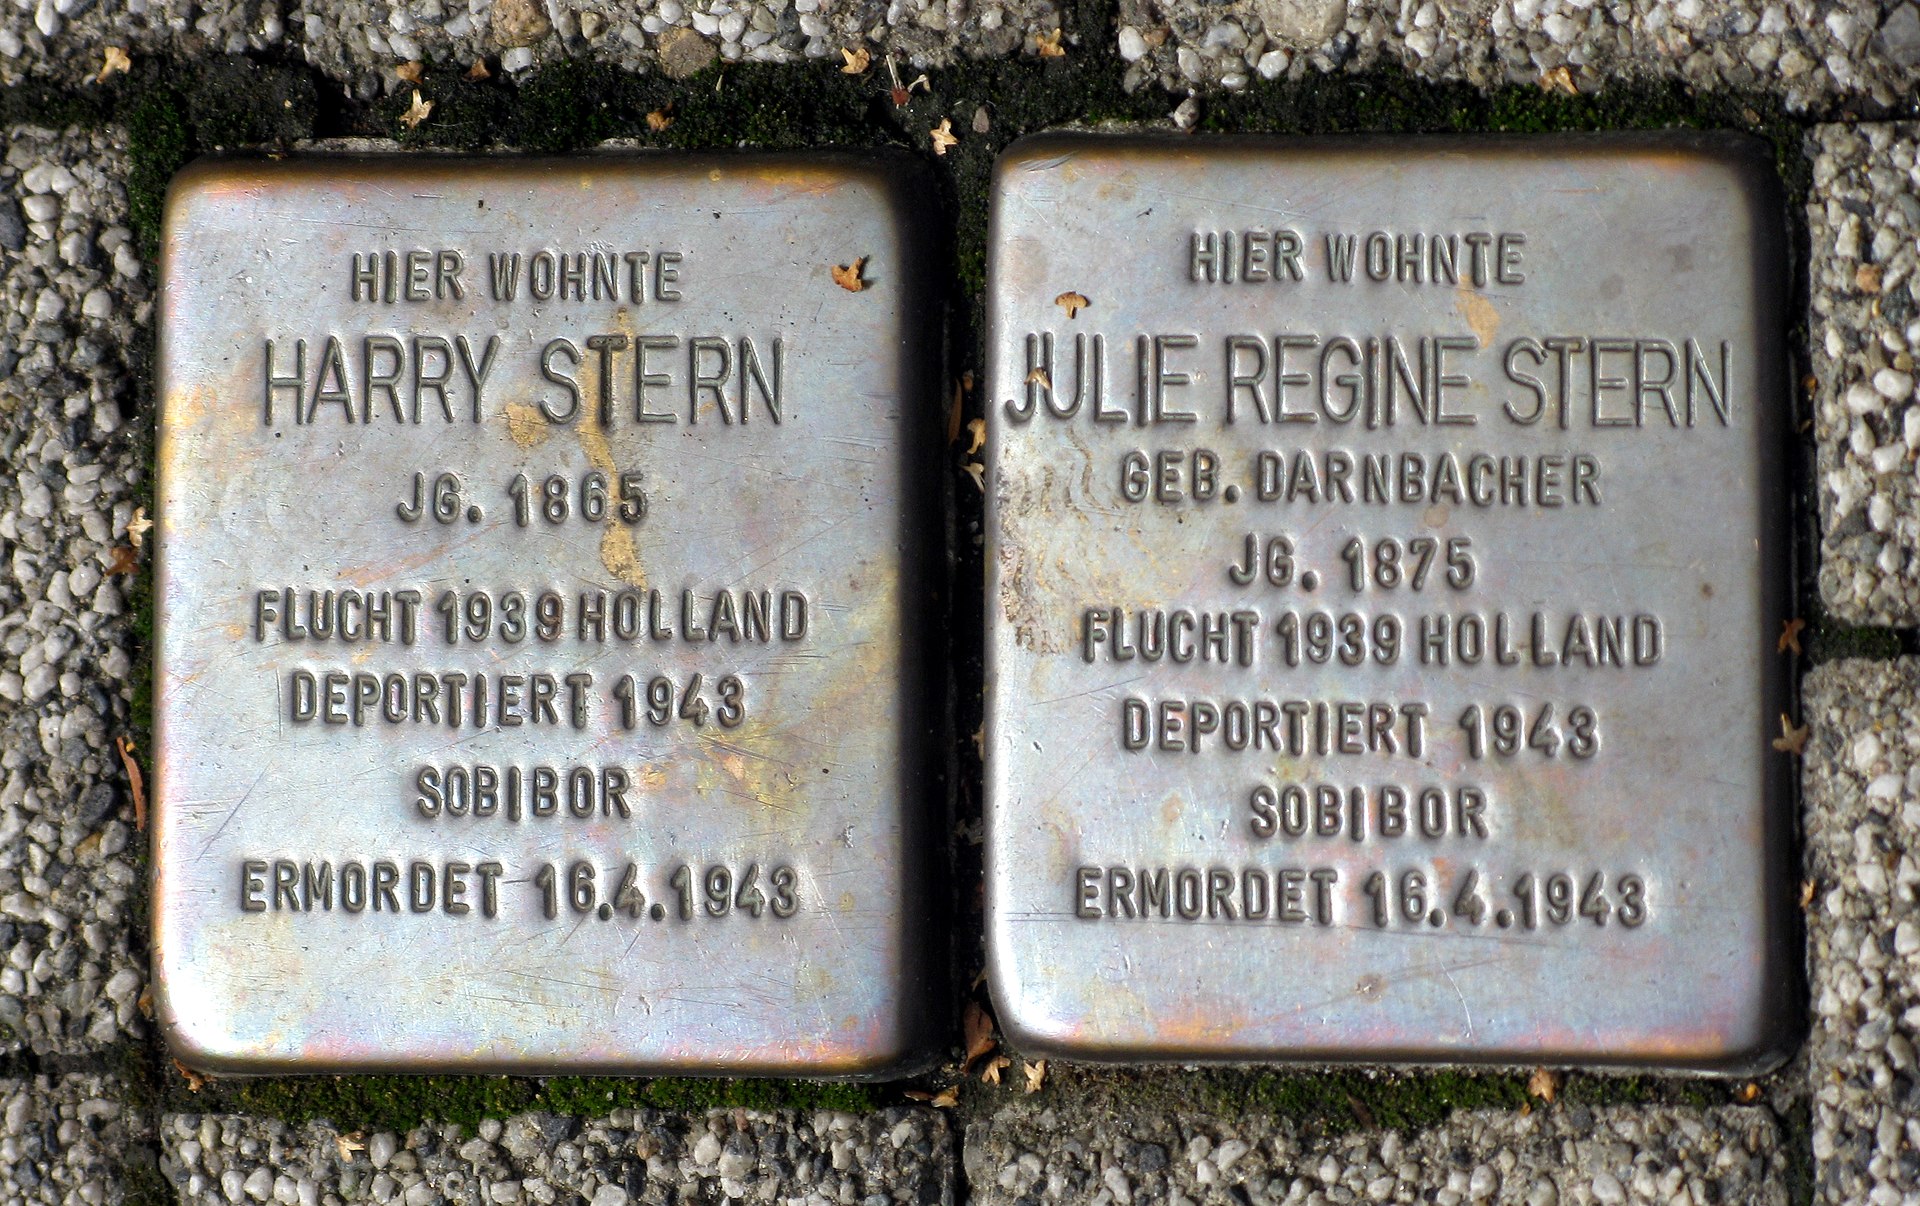 HIER WOHNTE
HARRY STERN
JG. 1865
FLUCHT 1939 HOLLAND
DEPORTIERT 1943
SOBIBOR
ERMORDET 16.4.1943
HIER WOHNTE
JULIE REGINE STERN
GEB. DARNBACHER
JG. 1875
FLUCHT 1939 HOLLAND
DEPORTIERT 1943
SOBIBOR
ERMORDET 16.4.1943